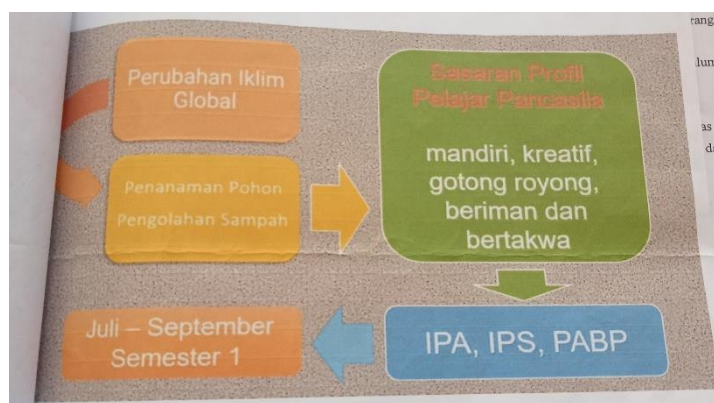 Perubahan Iklim
Global
Penanaman Pohon
Pengolahan Sampah
Sasaran Profil
Pelajar Pancasila
mandiri, kreatif,
gotong royong,
beriman dan
bertakwa
IPA, IPS, PABP
Juli – September
Semester 1